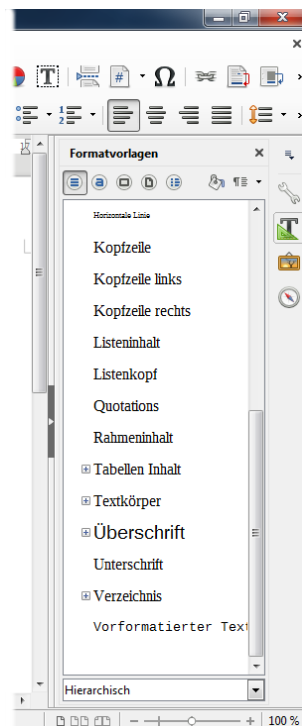 Formatvorlagen
Horizontale Linie
Kopfzeile
Kopfzeile links
Kopfzeile rechts
Listeninhalt
Listenkopf
Quotations
Rahmeninhalt
Tabellen Inhalt
Textkörper
Überschrift
Unterschrift
Verzeichnis
Vorformatierter Text
Hierarchisch
100 %